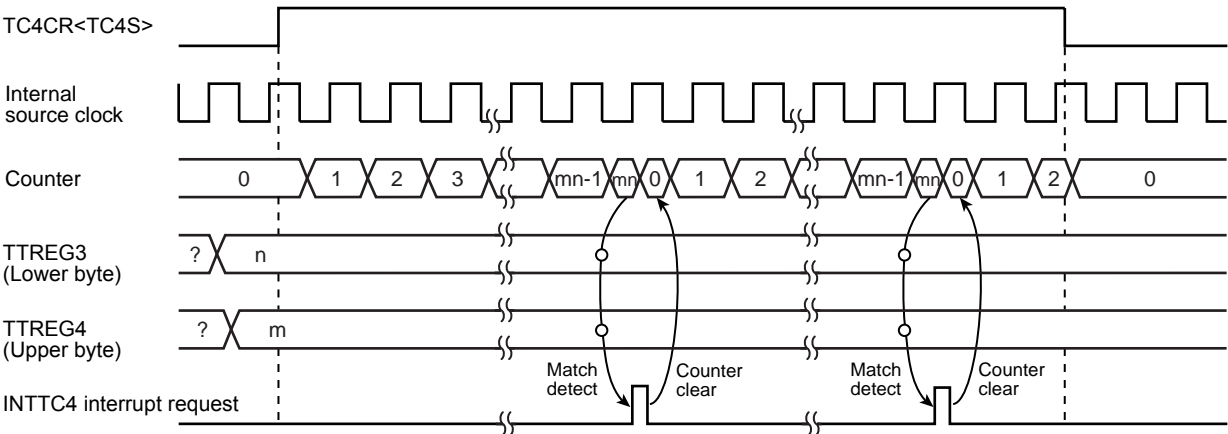 TC4CR<TC4S>
Internal
source clock
Counter
0 1 2 3 mn-1 mn 0 1 2 mn-1 mn 0 1 2 0
TTREG3
(Lower byte)
? n
TTREG4
(Upper byte)
? m
Match
detect
Counter
clear
Match
detect
Counter
clear
INTTC4 interrupt request